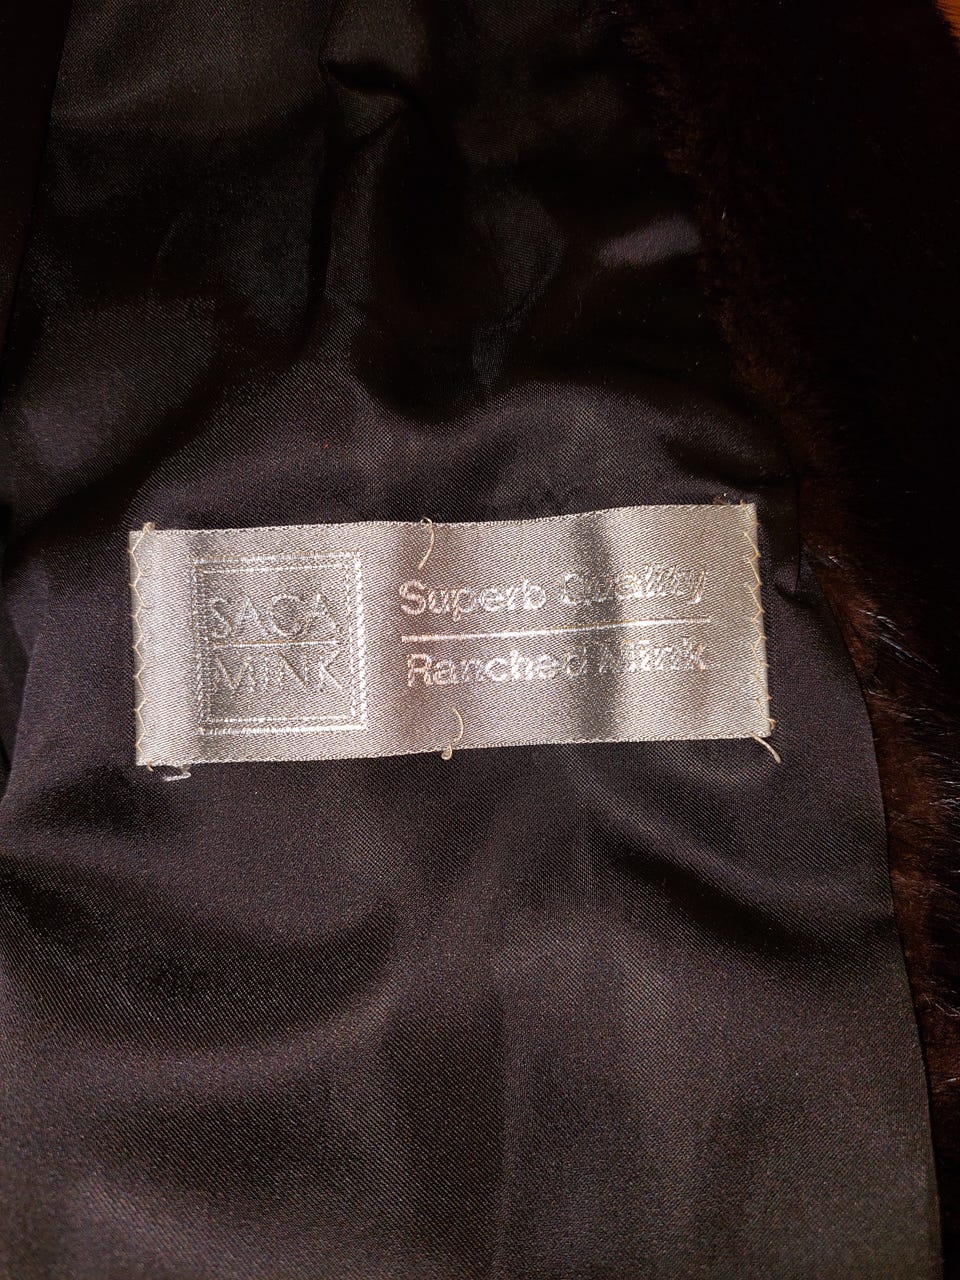 SAGA
MINK
Superb Quality
Ranched Mink